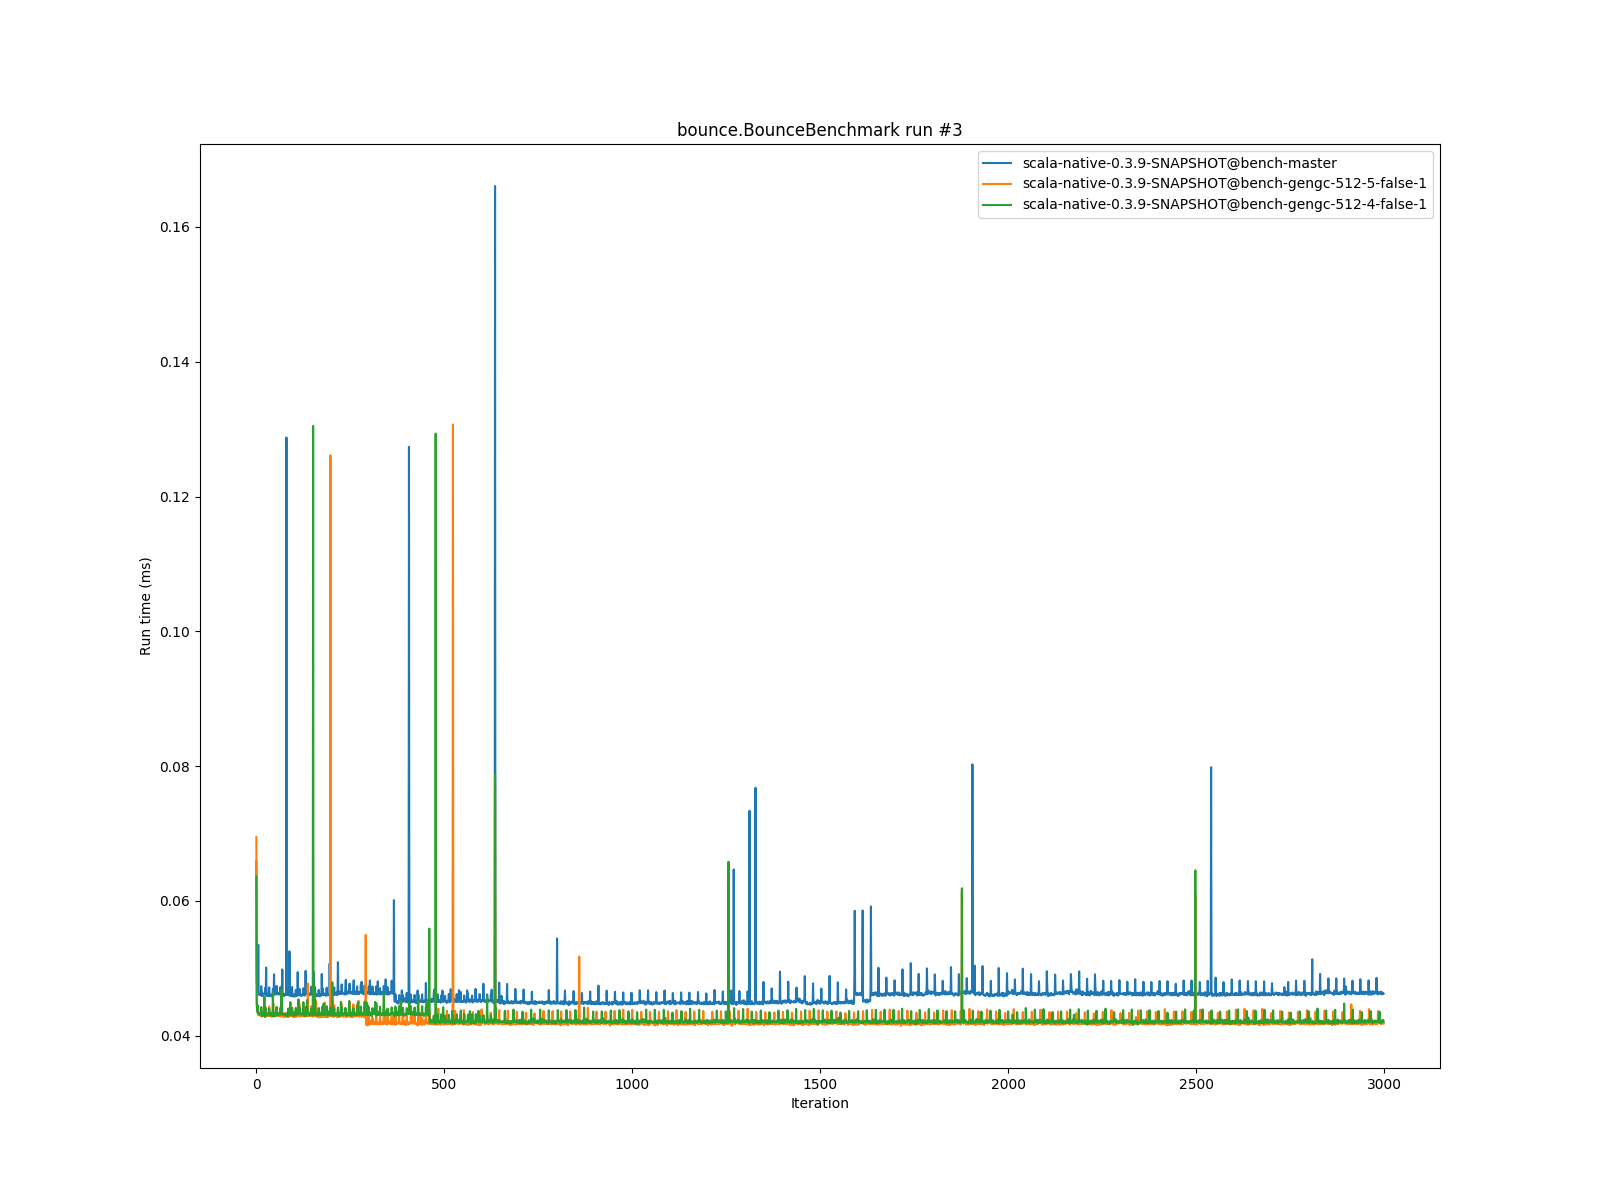 bounce.BounceBenchmark run #3
scala-native-0.3.9-SNAPSHOT@bench-master
scala-native-0.3.9-SNAPSHOT@bench-gengc-512-5-false-1
scala-native-0.3.9-SNAPSHOT@bench-gengc-512-4-false-1
0.16
0.14
0.12
0.10
0.08
0.06
0.04
Run time (ms)
0 500 1000 1500 2000 2500 3000
Iteration